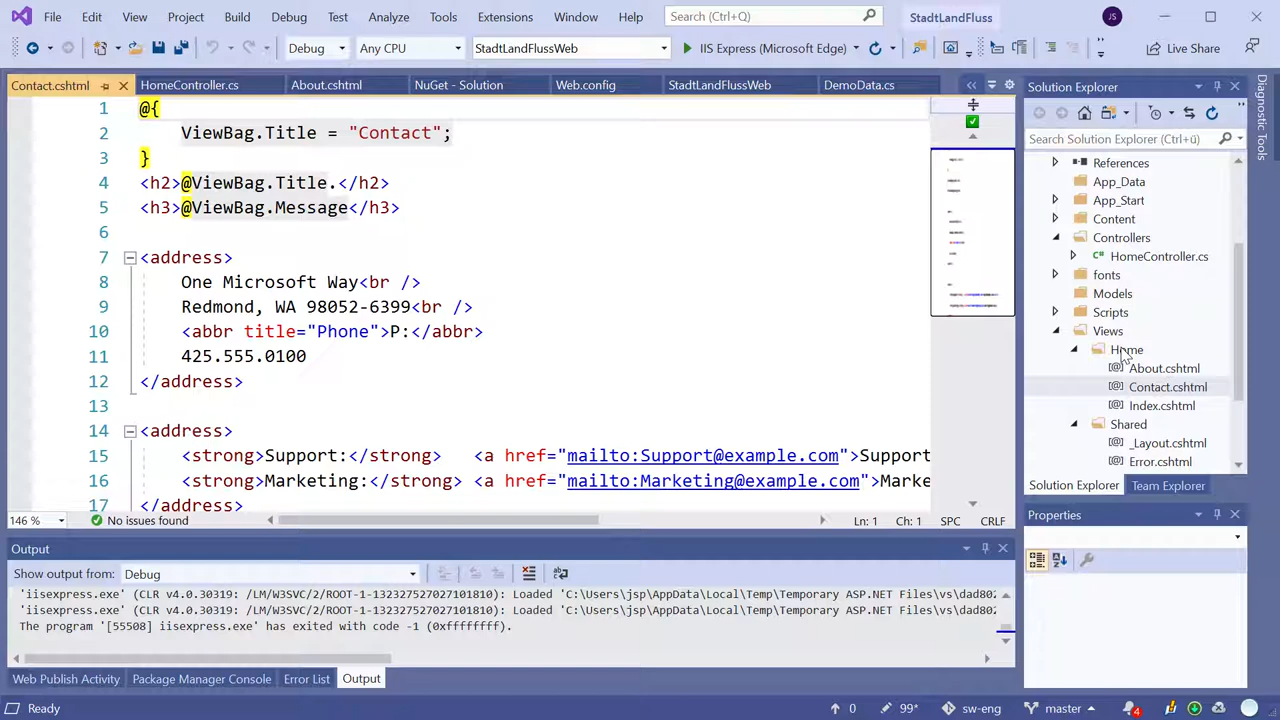 File Edit View Project Build Debug Test Analyze Tools Extensions Window Help Search (Ctrl+Q) StadtLandFluss JS
Debug Any CPU StadtLandFlussWeb IIS Express (Microsoft Edge) Live Share
Contact.cshtml HomeController.cs About.cshtml NuGet - Solution Web.config StadtLandFlussWeb DemoData.cs
1 @{
2 ViewBag.Title = "Contact";
3 }
4 <h2>@ViewBag.Title.</h2>
5 <h3>@ViewBag.Message</h3>
6
7 <address>
8 One Microsoft Way<br />
9 Redmond, WA 98052-6399<br />
10 <abbr title="Phone">P:</abbr>
11 425.555.0100
12 </address>
13
14 <address>
15 <strong>Support:</strong> <a href="mailto:Support@example.com">Support
16 <strong>Marketing:</strong> <a href="mailto:Marketing@example.com">Marke
17 </address>
146 % No issues found Ln: 1 Ch: 1 SPC CRLF
Output
Show output from: Debug
'iisexpress.exe' (CLR v4.0.30319: /LM/W3SVC/2/ROOT-1-132327527027101810): Loaded 'C:\Users\jsp\AppData\Local\Temp\Temporary ASP.NET Files\vs\dad802
'iisexpress.exe' (CLR v4.0.30319: /LM/W3SVC/2/ROOT-1-132327527027101810): Loaded 'C:\Users\jsp\AppData\Local\Temp\Temporary ASP.NET Files\vs\dad802
The program '[55508] iisexpress.exe' has exited with code -1 (0xffffffff).
Web Publish Activity Package Manager Console Error List Output
Solution Explorer
Search Solution Explorer (Ctrl+ü)
References
App_Data
App_Start
Content
Controllers
HomeController.cs
fonts
Models
Scripts
Views
Home
About.cshtml
Contact.cshtml
Index.cshtml
Shared
_Layout.cshtml
Error.cshtml
Solution Explorer Team Explorer
Properties
Diagnostic Tools
Ready 0 99* sw-eng master 4